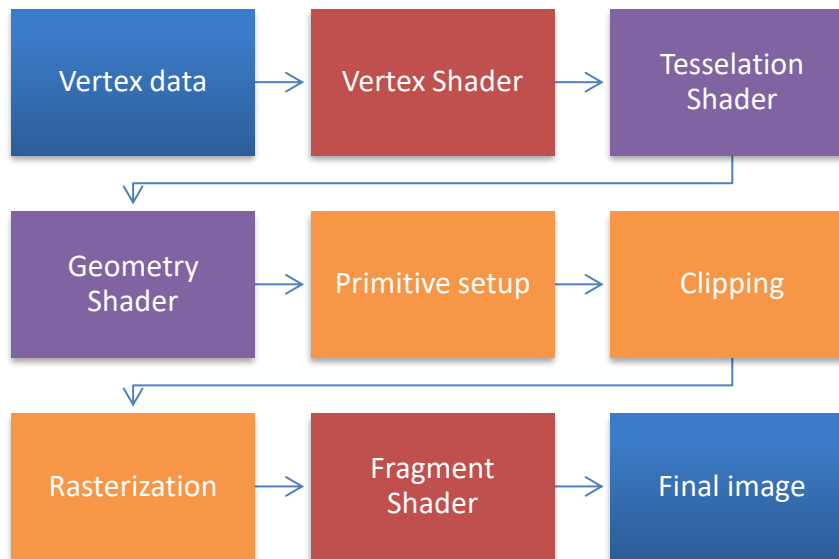 Vertex data
Vertex Shader
Tesselation
Shader
Geometry
Shader
Primitive setup
Clipping
Rasterization
Fragment
Shader
Final image